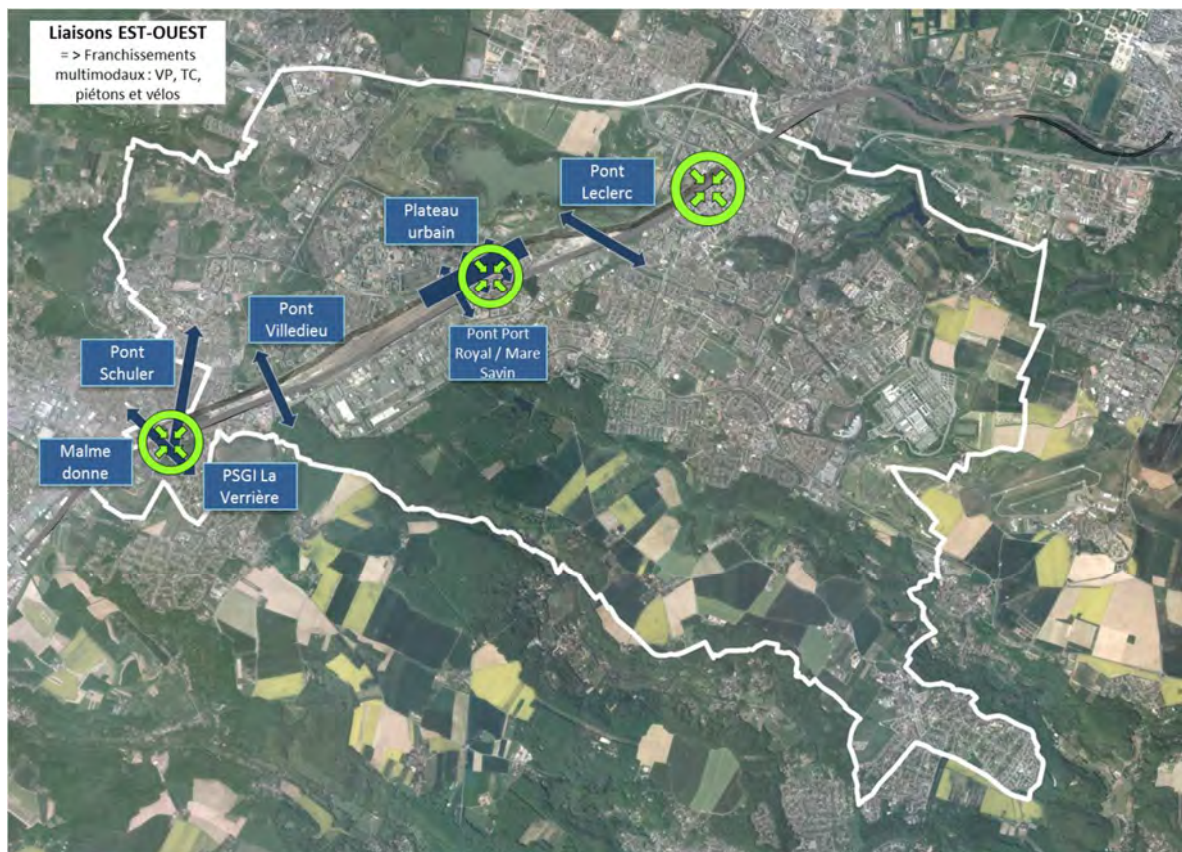 Liaisons EST-OUEST
= > Franchissements
multimodaux : VP, TC,
piétons et vélos
Pont
Leclerc
Plateau
urbain
Pont
Villedieu
Pont Port
Royal / Mare
Savin
Pont
Schuler
Malme
donne
PSGI La
Verrière